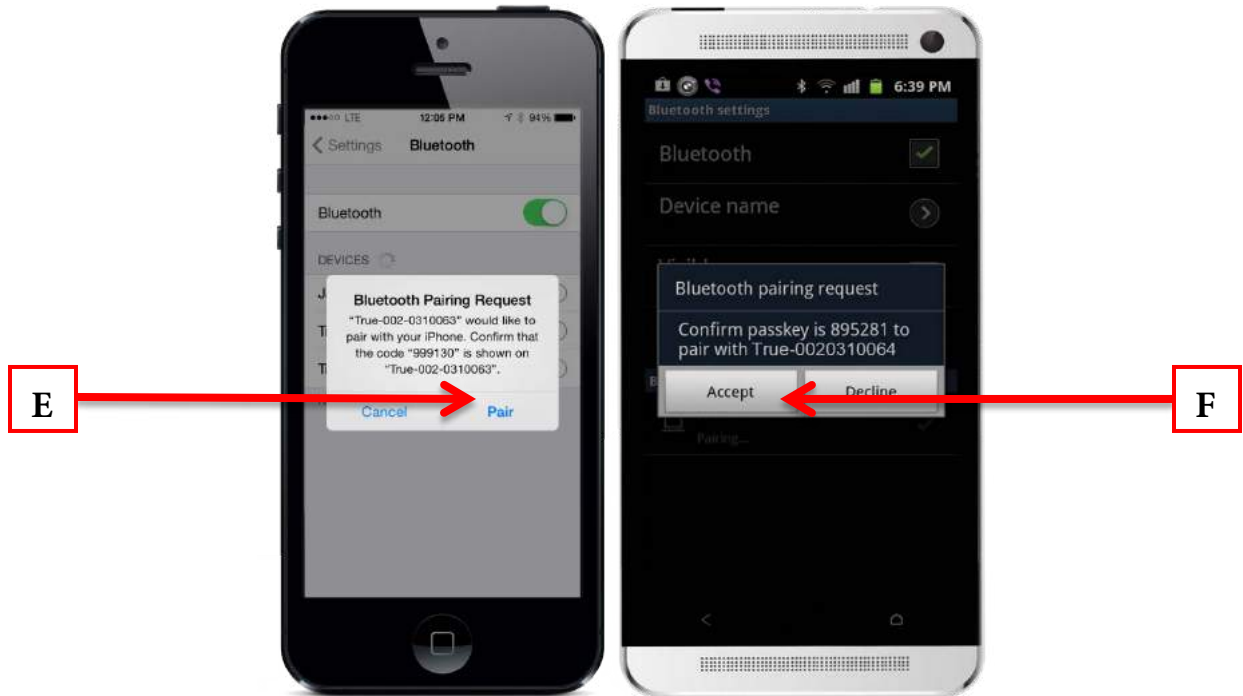 LTE 12:05 PM 94%
Settings Bluetooth
Bluetooth
DEVICES
J
Bluetooth Pairing Request
"True-002-0310063" would like to
T
pair with your iPhone. Confirm that
the code "999130" is shown on
T
"True-002-0310063".
Cancel Pair
E
6:39 PM
Bluetooth settings
Bluetooth
Device name
Bluetooth pairing request
Confirm passkey is 895281 to
pair with True-0020310064
B
Accept Decline
Pairing...
F